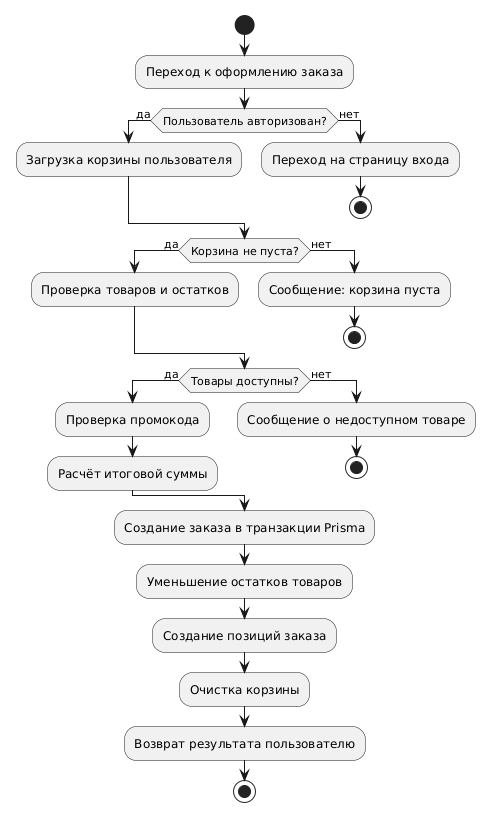 Переход к оформлению заказа
да
Пользователь авторизован?
нет
Загрузка корзины пользователя
Переход на страницу входа
да
Корзина не пуста?
нет
Проверка товаров и остатков
Сообщение: корзина пуста
да
Товары доступны?
нет
Проверка промокода
Сообщение о недоступном товаре
Расчёт итоговой суммы
Создание заказа в транзакции Prisma
Уменьшение остатков товаров
Создание позиций заказа
Очистка корзины
Возврат результата пользователю